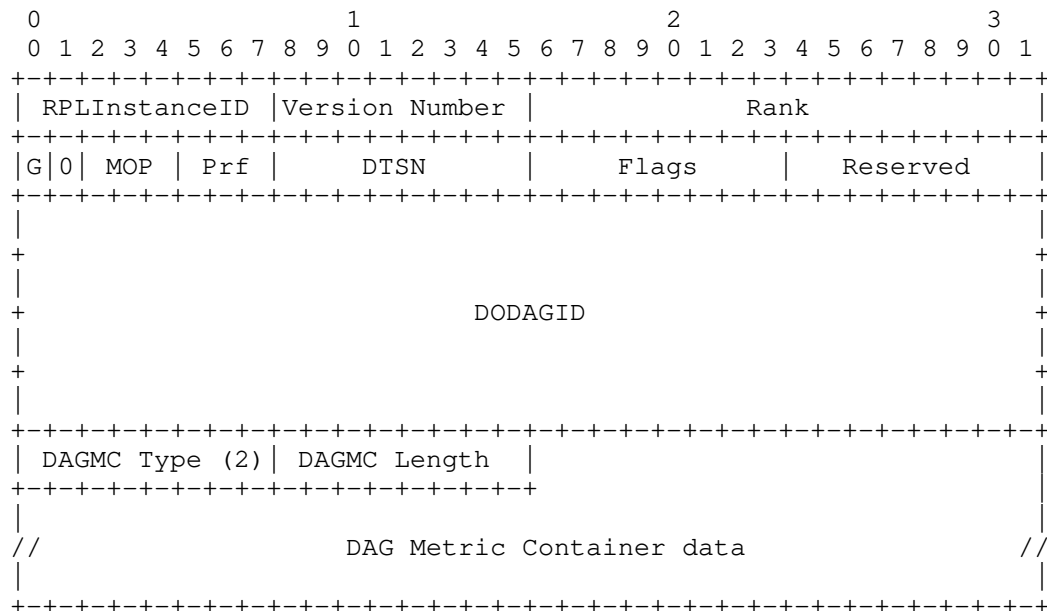 0                   1                   2                   3
 0 1 2 3 4 5 6 7 8 9 0 1 2 3 4 5 6 7 8 9 0 1 2 3 4 5 6 7 8 9 0 1
+-+-+-+-+-+-+-+-+-+-+-+-+-+-+-+-+-+-+-+-+-+-+-+-+-+-+-+-+-+-+-+-+
| RPLInstanceID |Version Number |             Rank              |
+-+-+-+-+-+-+-+-+-+-+-+-+-+-+-+-+-+-+-+-+-+-+-+-+-+-+-+-+-+-+-+-+
|G|0| MOP | Prf |     DTSN      |     Flags     |   Reserved    |
+-+-+-+-+-+-+-+-+-+-+-+-+-+-+-+-+-+-+-+-+-+-+-+-+-+-+-+-+-+-+-+-+
|                                                               |
+                                                               +
|                                                               |
+                            DODAGID                            +
|                                                               |
+                                                               +
|                                                               |
+-+-+-+-+-+-+-+-+-+-+-+-+-+-+-+-+-+-+-+-+-+-+-+-+-+-+-+-+-+-+-+-+
| DAGMC Type (2)| DAGMC Length  |                               |
+-+-+-+-+-+-+-+-+-+-+-+-+-+-+-+-+                               |
|                                                               |
//                   DAG Metric Container data                 //
|                                                               |
+-+-+-+-+-+-+-+-+-+-+-+-+-+-+-+-+-+-+-+-+-+-+-+-+-+-+-+-+-+-+-+-+